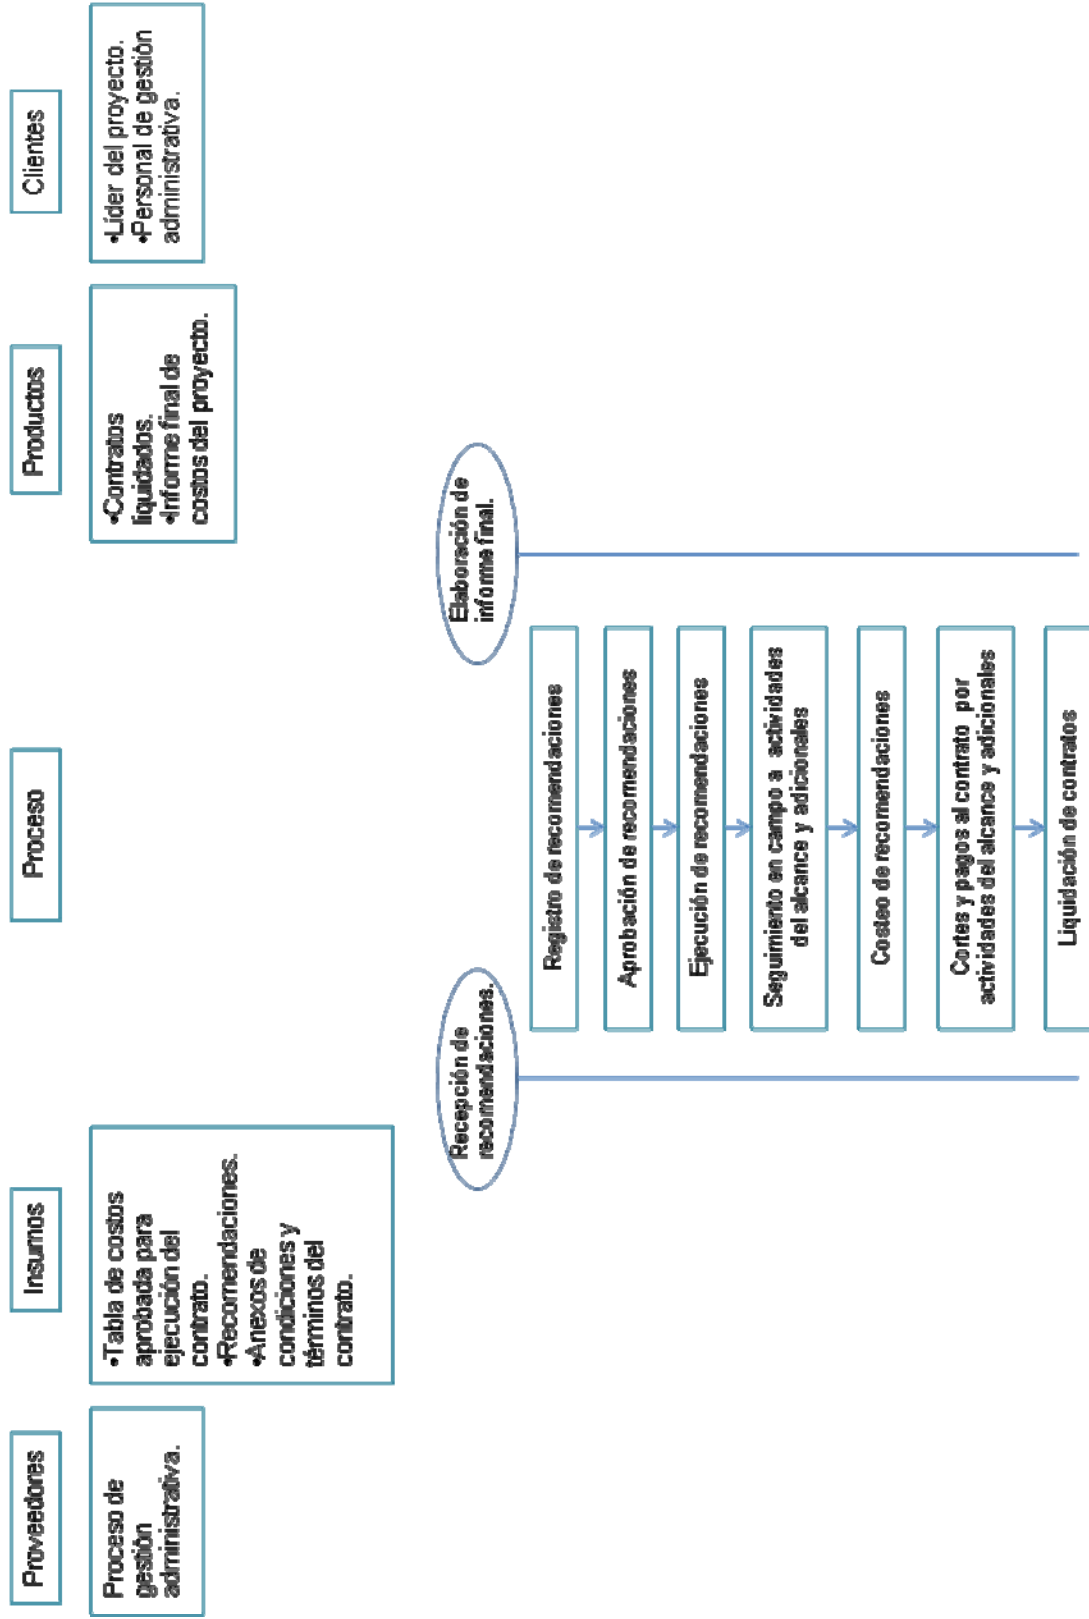 Proveedores
Insumos
Proceso
Productos
Clientes
Proceso de
gestión
administrativa.
•Tabla de costos
aprobada para
ejecución del
contrato.
•Recomendaciones.
•Anexos de
condiciones y
términos del
contrato.
•Contratos
liquidados.
•Informe final de
costos del proyecto.
•Líder del proyecto.
•Personal de gestión
administrativa.
Recepción de
recomendaciones.
Elaboración de
informe final.
Registro de recomendaciones
Aprobación de recomendaciones
Ejecución de recomendaciones
Seguimiento en campo a actividades
del alcance y adicionales
Costeo de recomendaciones
Cortes y pagos al contrato por
actividades del alcance y adicionales
Liquidación de contratos